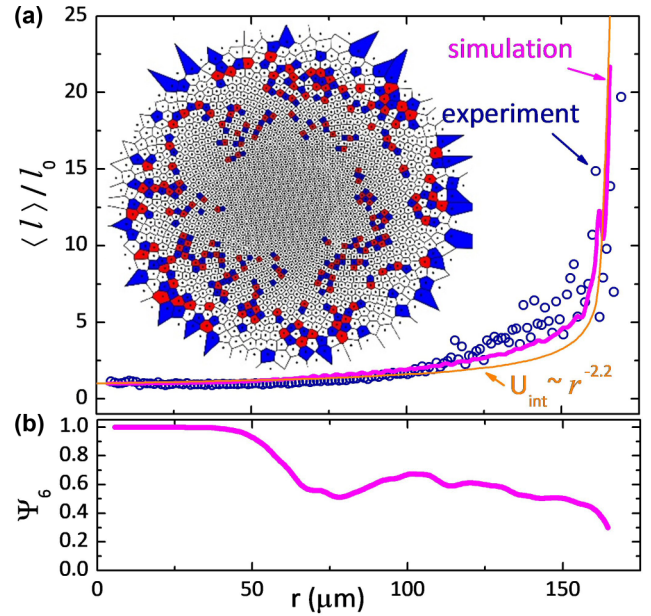 (a)
25
20
15
10
5
0
⟨ l ⟩ / l₀
simulation
experiment
U_int ~ r^-2.2
(b)
1.0
0.8
0.6
0.4
0.2
0.0
Ψ₆
0 50 100 150
r (μm)